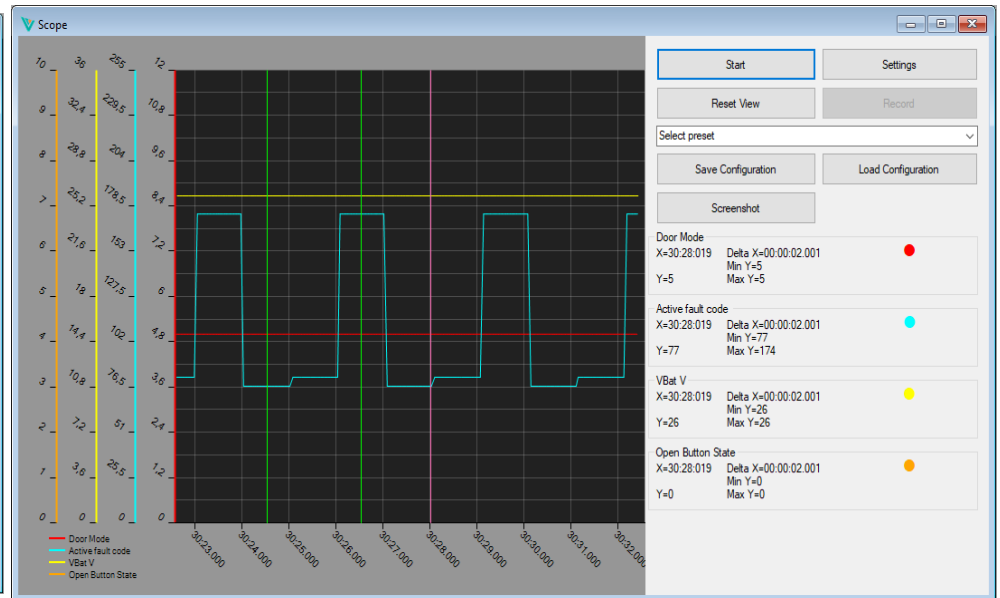 Scope
10 36 255 12
9 32,4 229,5 10,8
8 28,8 204 9,6
7 25,2 178,5 8,4
6 21,6 153 7,2
5 18 127,5 6
4 14,4 102 4,8
3 10,8 76,5 3,6
2 7,2 51 2,4
1 3,6 25,5 1,2
0 0 0 0
30:23.000 30:24.000 30:25.000 30:26.000 30:27.000 30:28.000 30:29.000 30:30.000 30:31.000 30:32.000
Door Mode
Active fault code
VBat V
Open Button State
Start Settings
Reset View Record
Select preset
Save Configuration Load Configuration
Screenshot
Door Mode
X=30:28:019 Delta X=00:00:02.001
Min Y=5
Y=5 Max Y=5
Active fault code
X=30:28:019 Delta X=00:00:02.001
Min Y=77
Y=77 Max Y=174
VBat V
X=30:28:019 Delta X=00:00:02.001
Min Y=26
Y=26 Max Y=26
Open Button State
X=30:28:019 Delta X=00:00:02.001
Min Y=0
Y=0 Max Y=0